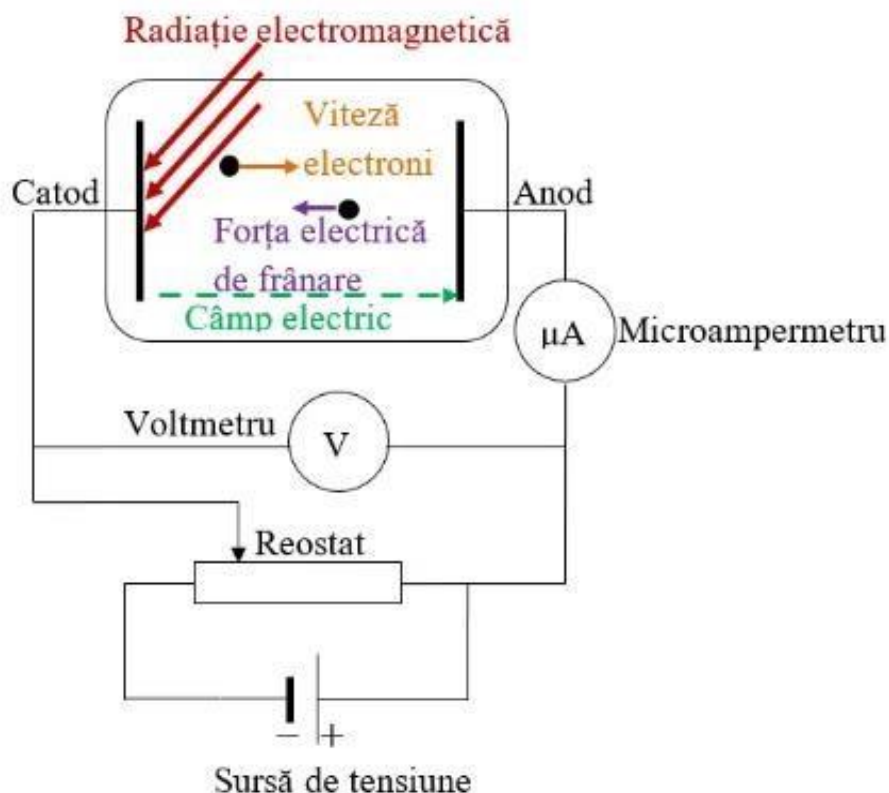 Radiație electromagnetică
Viteză
electroni
Catod
Anod
Forța electrică
de frânare
Câmp electric
μA
Microampermetru
Voltmetru
V
Reostat
− +
Sursă de tensiune